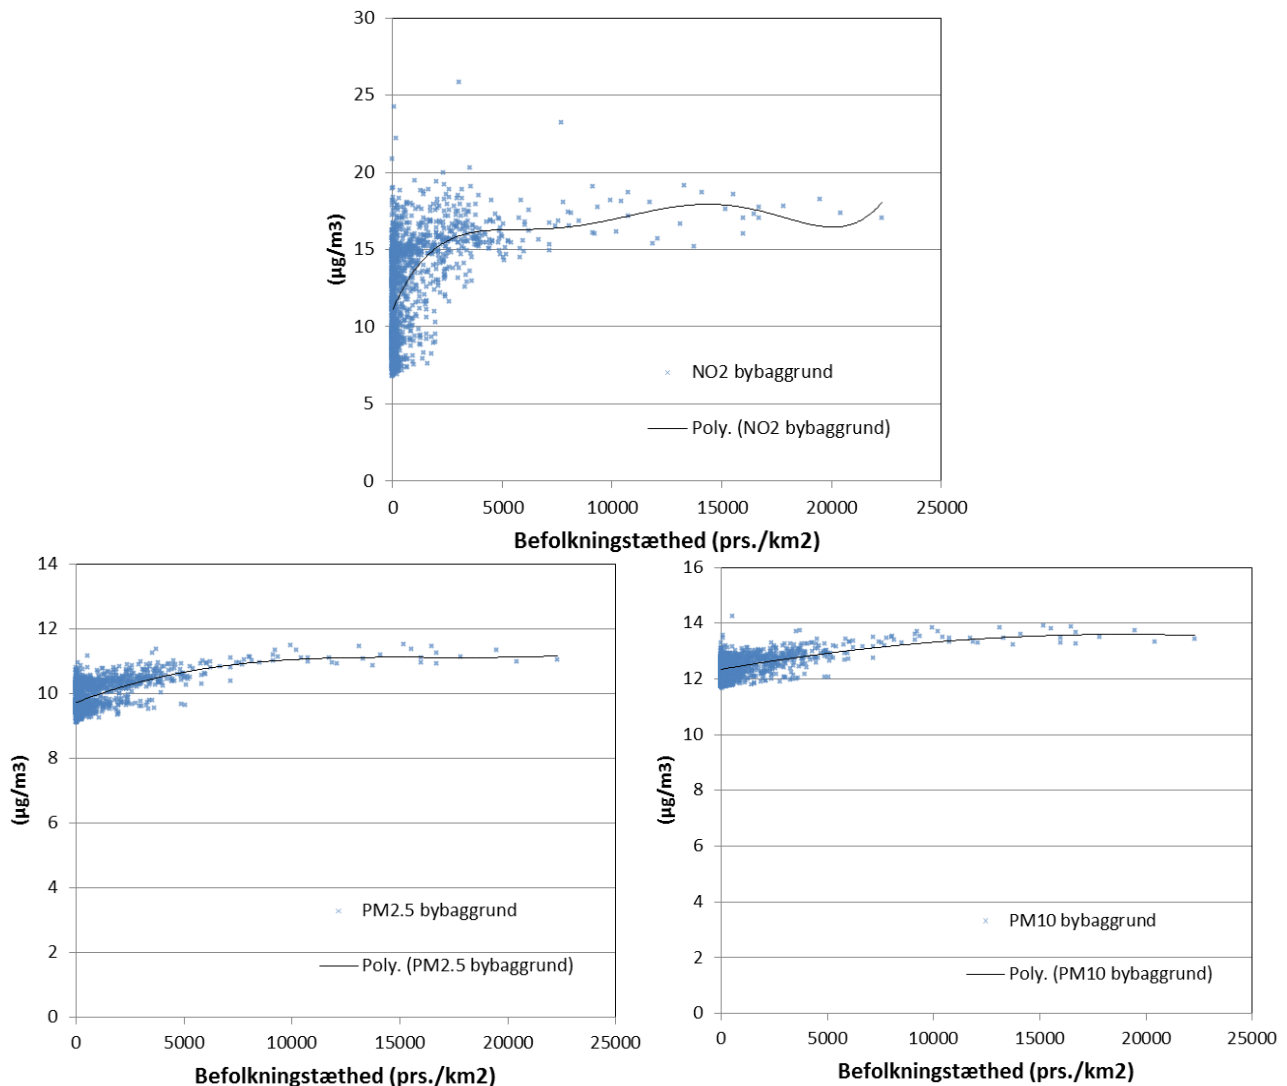 30
25
20
15
10
5
0
(µg/m3)
NO2 bybaggrund
Poly. (NO2 bybaggrund)
0 5000 10000 15000 20000 25000
Befolkningstæthed (prs./km2)
14
12
10
8
6
4
2
0
(µg/m3)
PM2.5 bybaggrund
Poly. (PM2.5 bybaggrund)
0 5000 10000 15000 20000 25000
Befolkningstæthed (prs./km2)
16
14
12
10
8
6
4
2
0
(µg/m3)
PM10 bybaggrund
Poly. (PM10 bybaggrund)
0 5000 10000 15000 20000 25000
Befolkningstæthed (prs./km2)